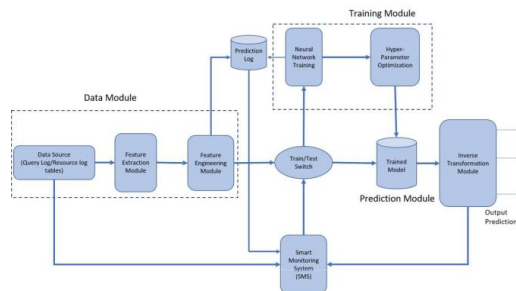 Training Module
Prediction
Log
Neural
Network
Training
Hyper-
Parameter
Optimization
Data Module
Data Source
(Query Log/Resource log
tables)
Feature
Extraction
Module
Feature
Engineering
Module
Train/Test
Switch
Trained
Model
Inverse
Transformation
Module
Prediction Module
Output
Prediction
Smart
Monitoring
System
(SMS)